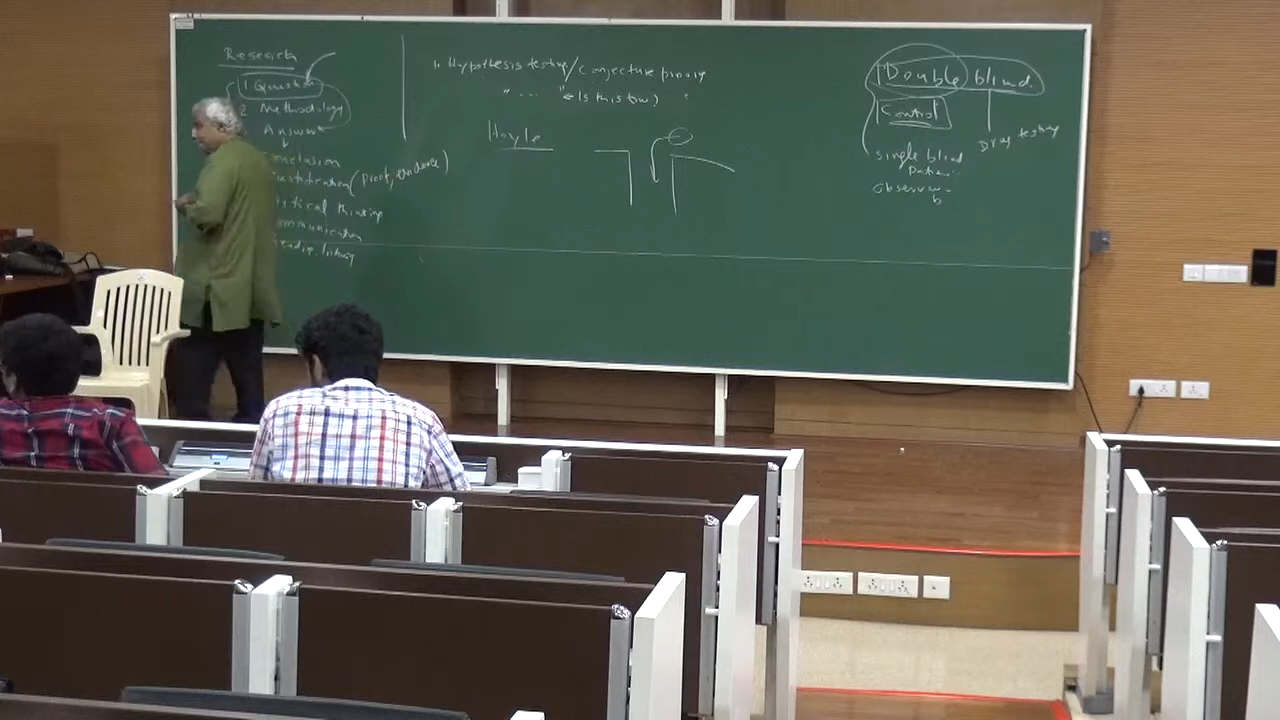 Research
1 Question
2 Methodology
Answer
Conclusion
Justification (Proof, evidence)
critical thinking
communication
listing
1. Hypothesis testing / Conjecture proving
" ... " Is this true)
Hoyle
Double blind
Control
Drug testing
single blind
Patient
Observer